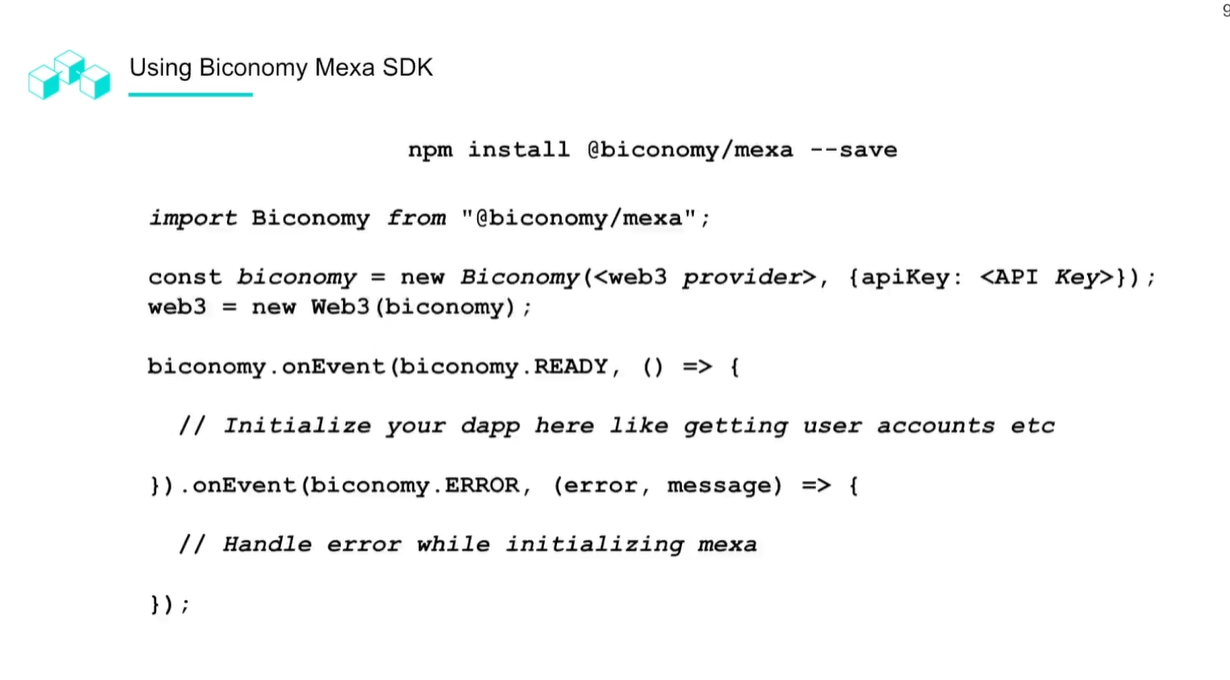 9
Using Biconomy Mexa SDK
npm install @biconomy/mexa --save
import Biconomy from "@biconomy/mexa";
const biconomy = new Biconomy(<web3 provider>, {apiKey: <API Key>});
web3 = new Web3(biconomy);
biconomy.onEvent(biconomy.READY, () => {
// Initialize your dapp here like getting user accounts etc
}).onEvent(biconomy.ERROR, (error, message) => {
// Handle error while initializing mexa
});